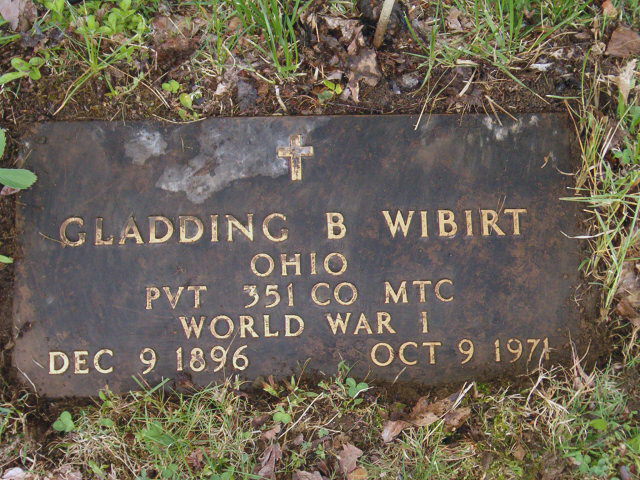 GLADDING B WIBIRT
OHIO
PVT 351 CO MTC
WORLD WAR I
DEC 9 1896 OCT 9 1971